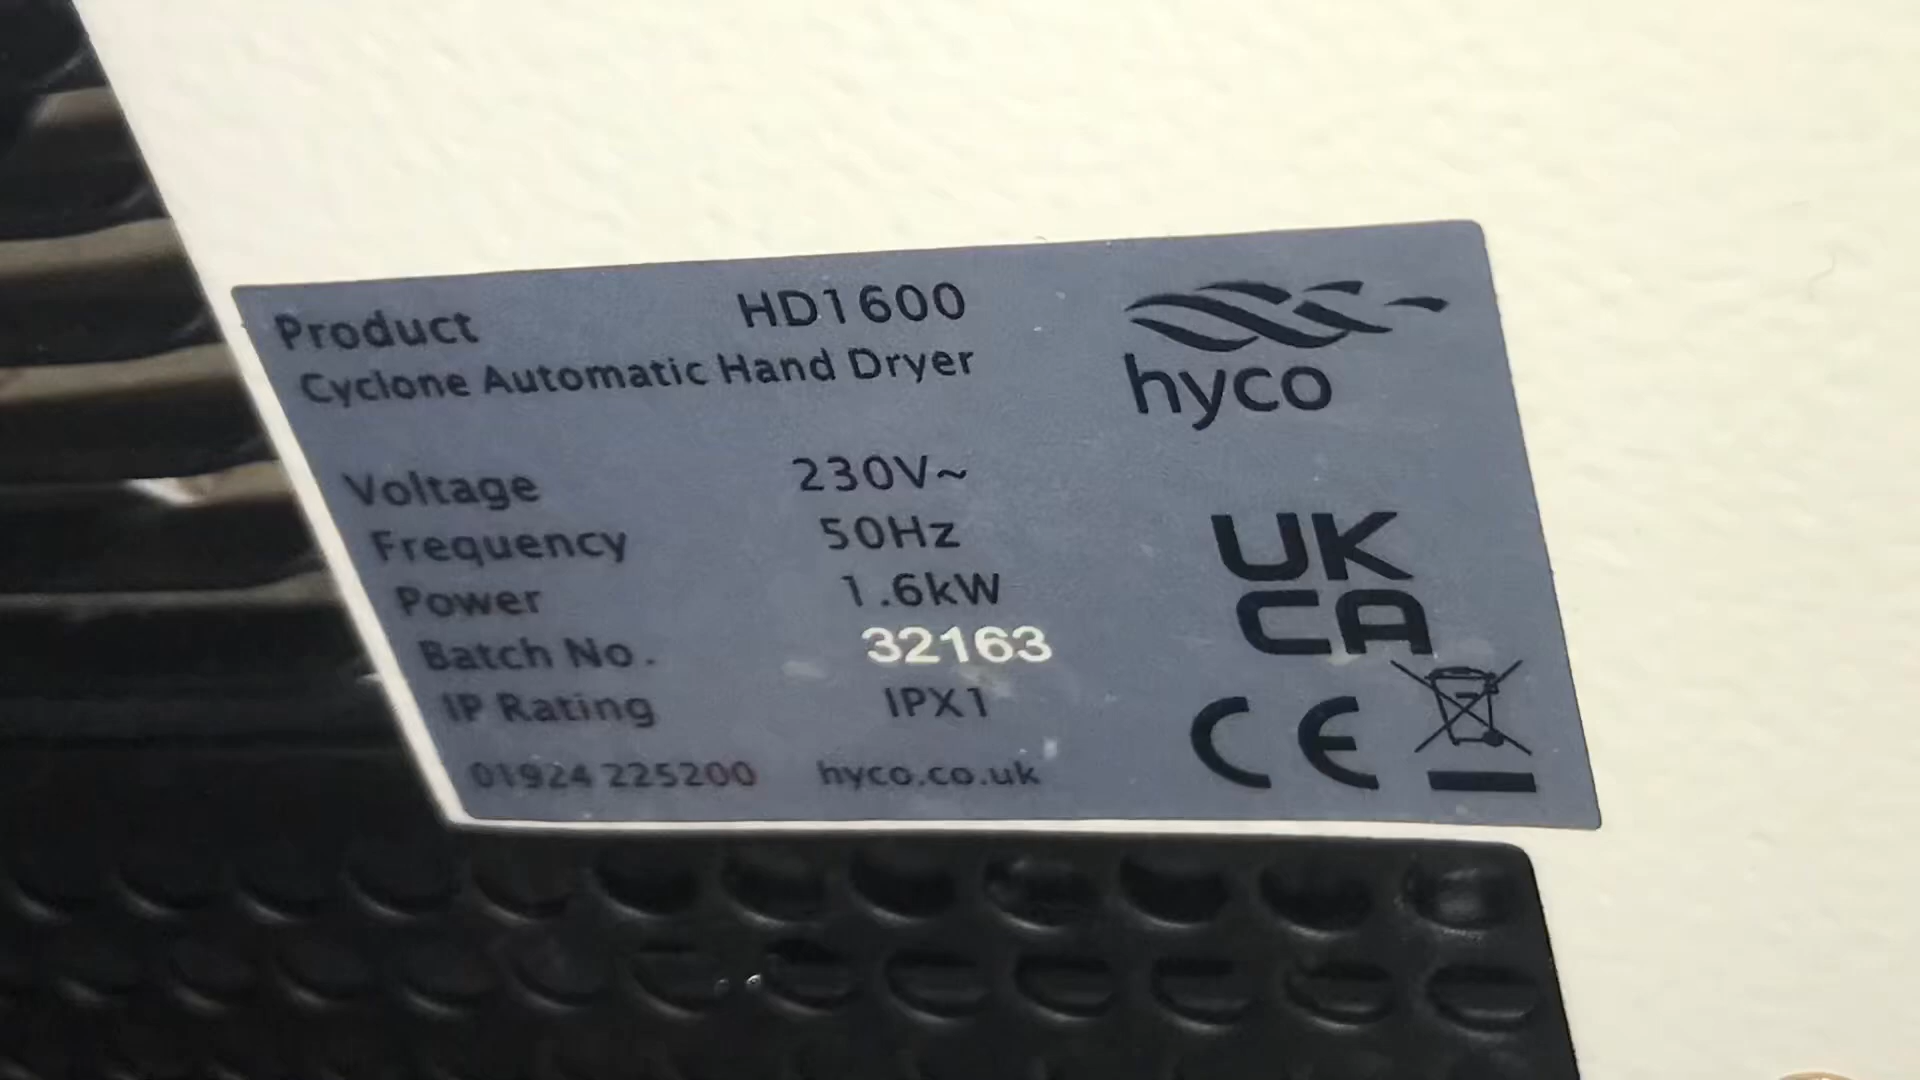 Product HD1600
Cyclone Automatic Hand Dryer
hyco
Voltage 230V~
Frequency 50Hz
Power 1.6kW
Batch No. 32163
IP Rating IPX1
01924 225200 hyco.co.uk
UK
CA
CE